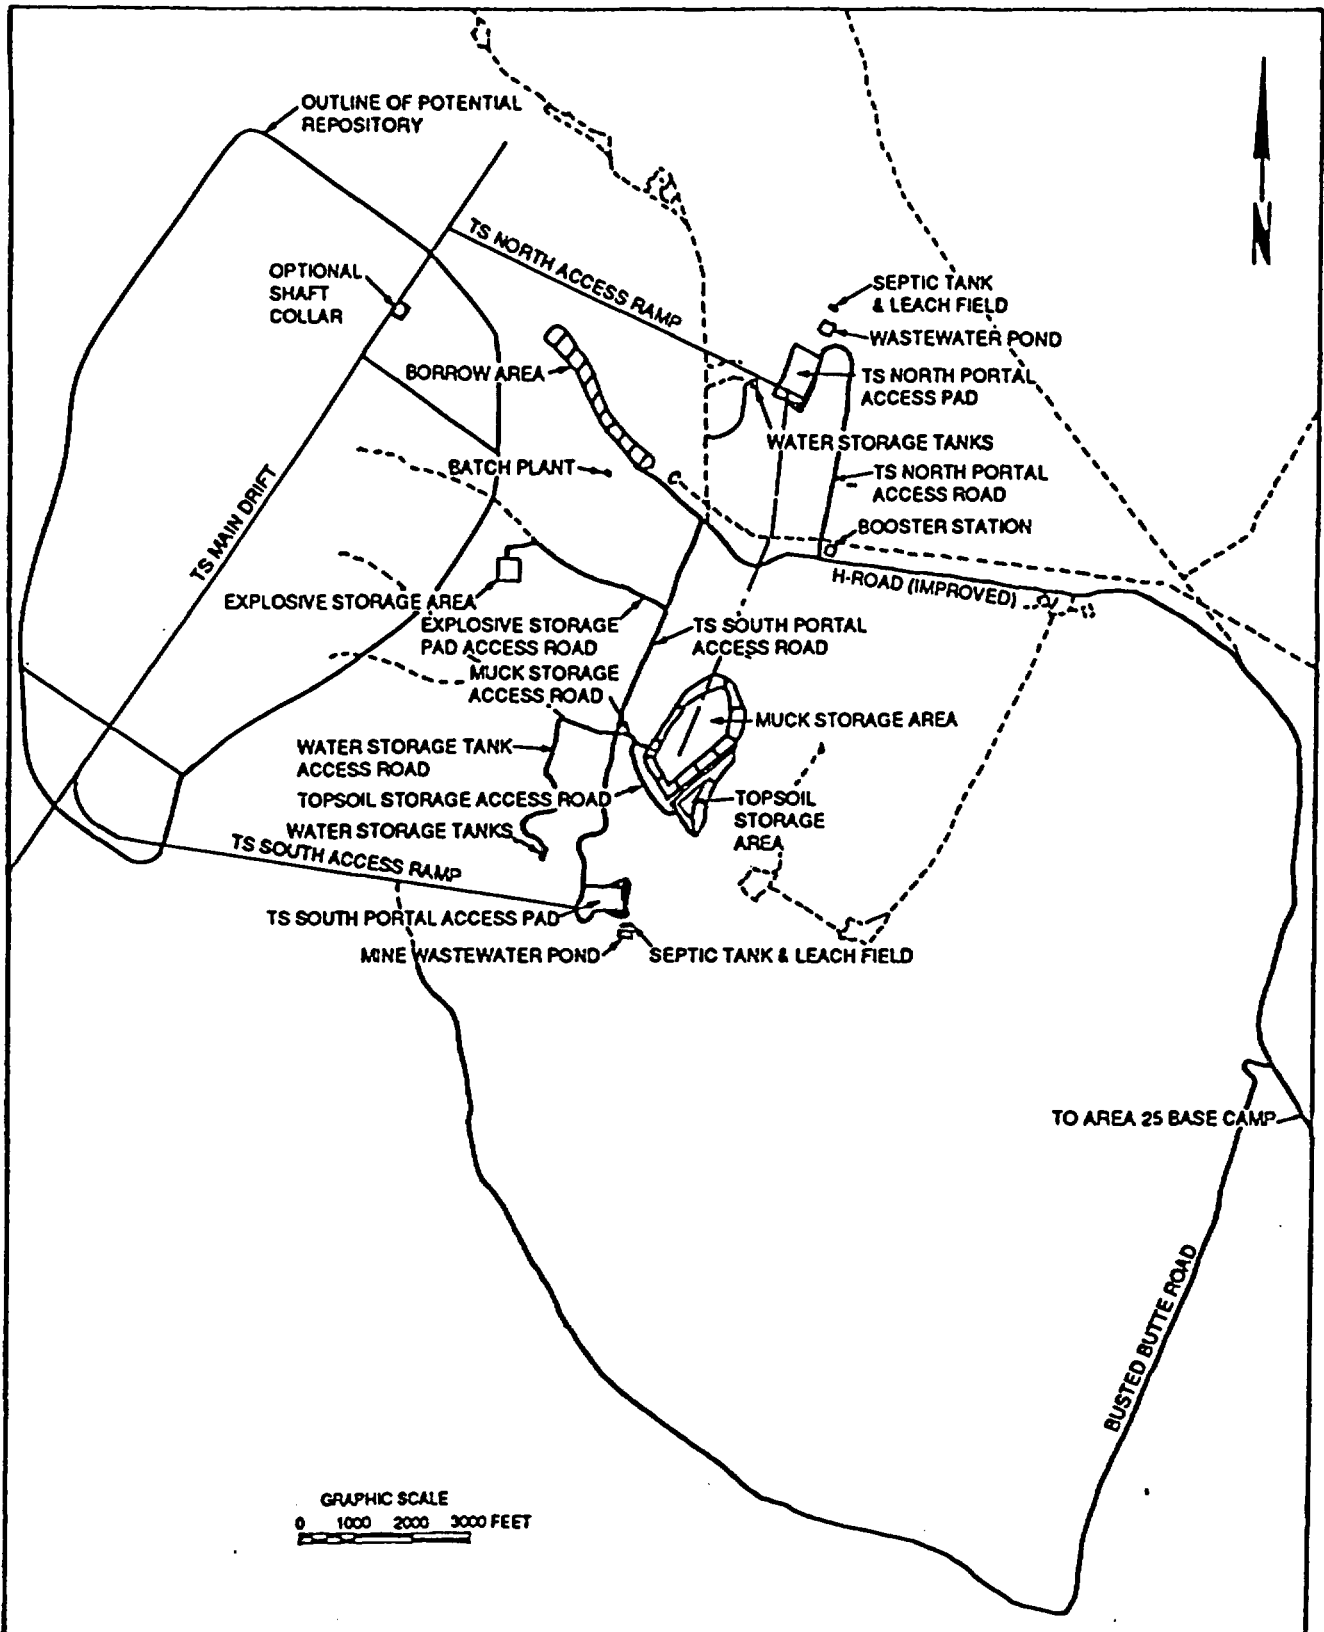 OUTLINE OF POTENTIAL
REPOSITORY
N
TS NORTH ACCESS RAMP
OPTIONAL
SHAFT
COLLAR
SEPTIC TANK
& LEACH FIELD
WASTEWATER POND
BORROW AREA
TS NORTH PORTAL
ACCESS PAD
WATER STORAGE TANKS
BATCH PLANT
TS NORTH PORTAL
ACCESS ROAD
TS MAIN DRIFT
BOOSTER STATION
H-ROAD (IMPROVED)
EXPLOSIVE STORAGE AREA
EXPLOSIVE STORAGE
PAD ACCESS ROAD
TS SOUTH PORTAL
ACCESS ROAD
MUCK STORAGE
ACCESS ROAD
MUCK STORAGE AREA
WATER STORAGE TANK
ACCESS ROAD
TOPSOIL STORAGE ACCESS ROAD
TOPSOIL
STORAGE
AREA
WATER STORAGE TANKS
TS SOUTH ACCESS RAMP
TS SOUTH PORTAL ACCESS PAD
MINE WASTEWATER POND
SEPTIC TANK & LEACH FIELD
TO AREA 25 BASE CAMP
BUSTED BUTTE ROAD
GRAPHIC SCALE
0 1000 2000 3000 FEET